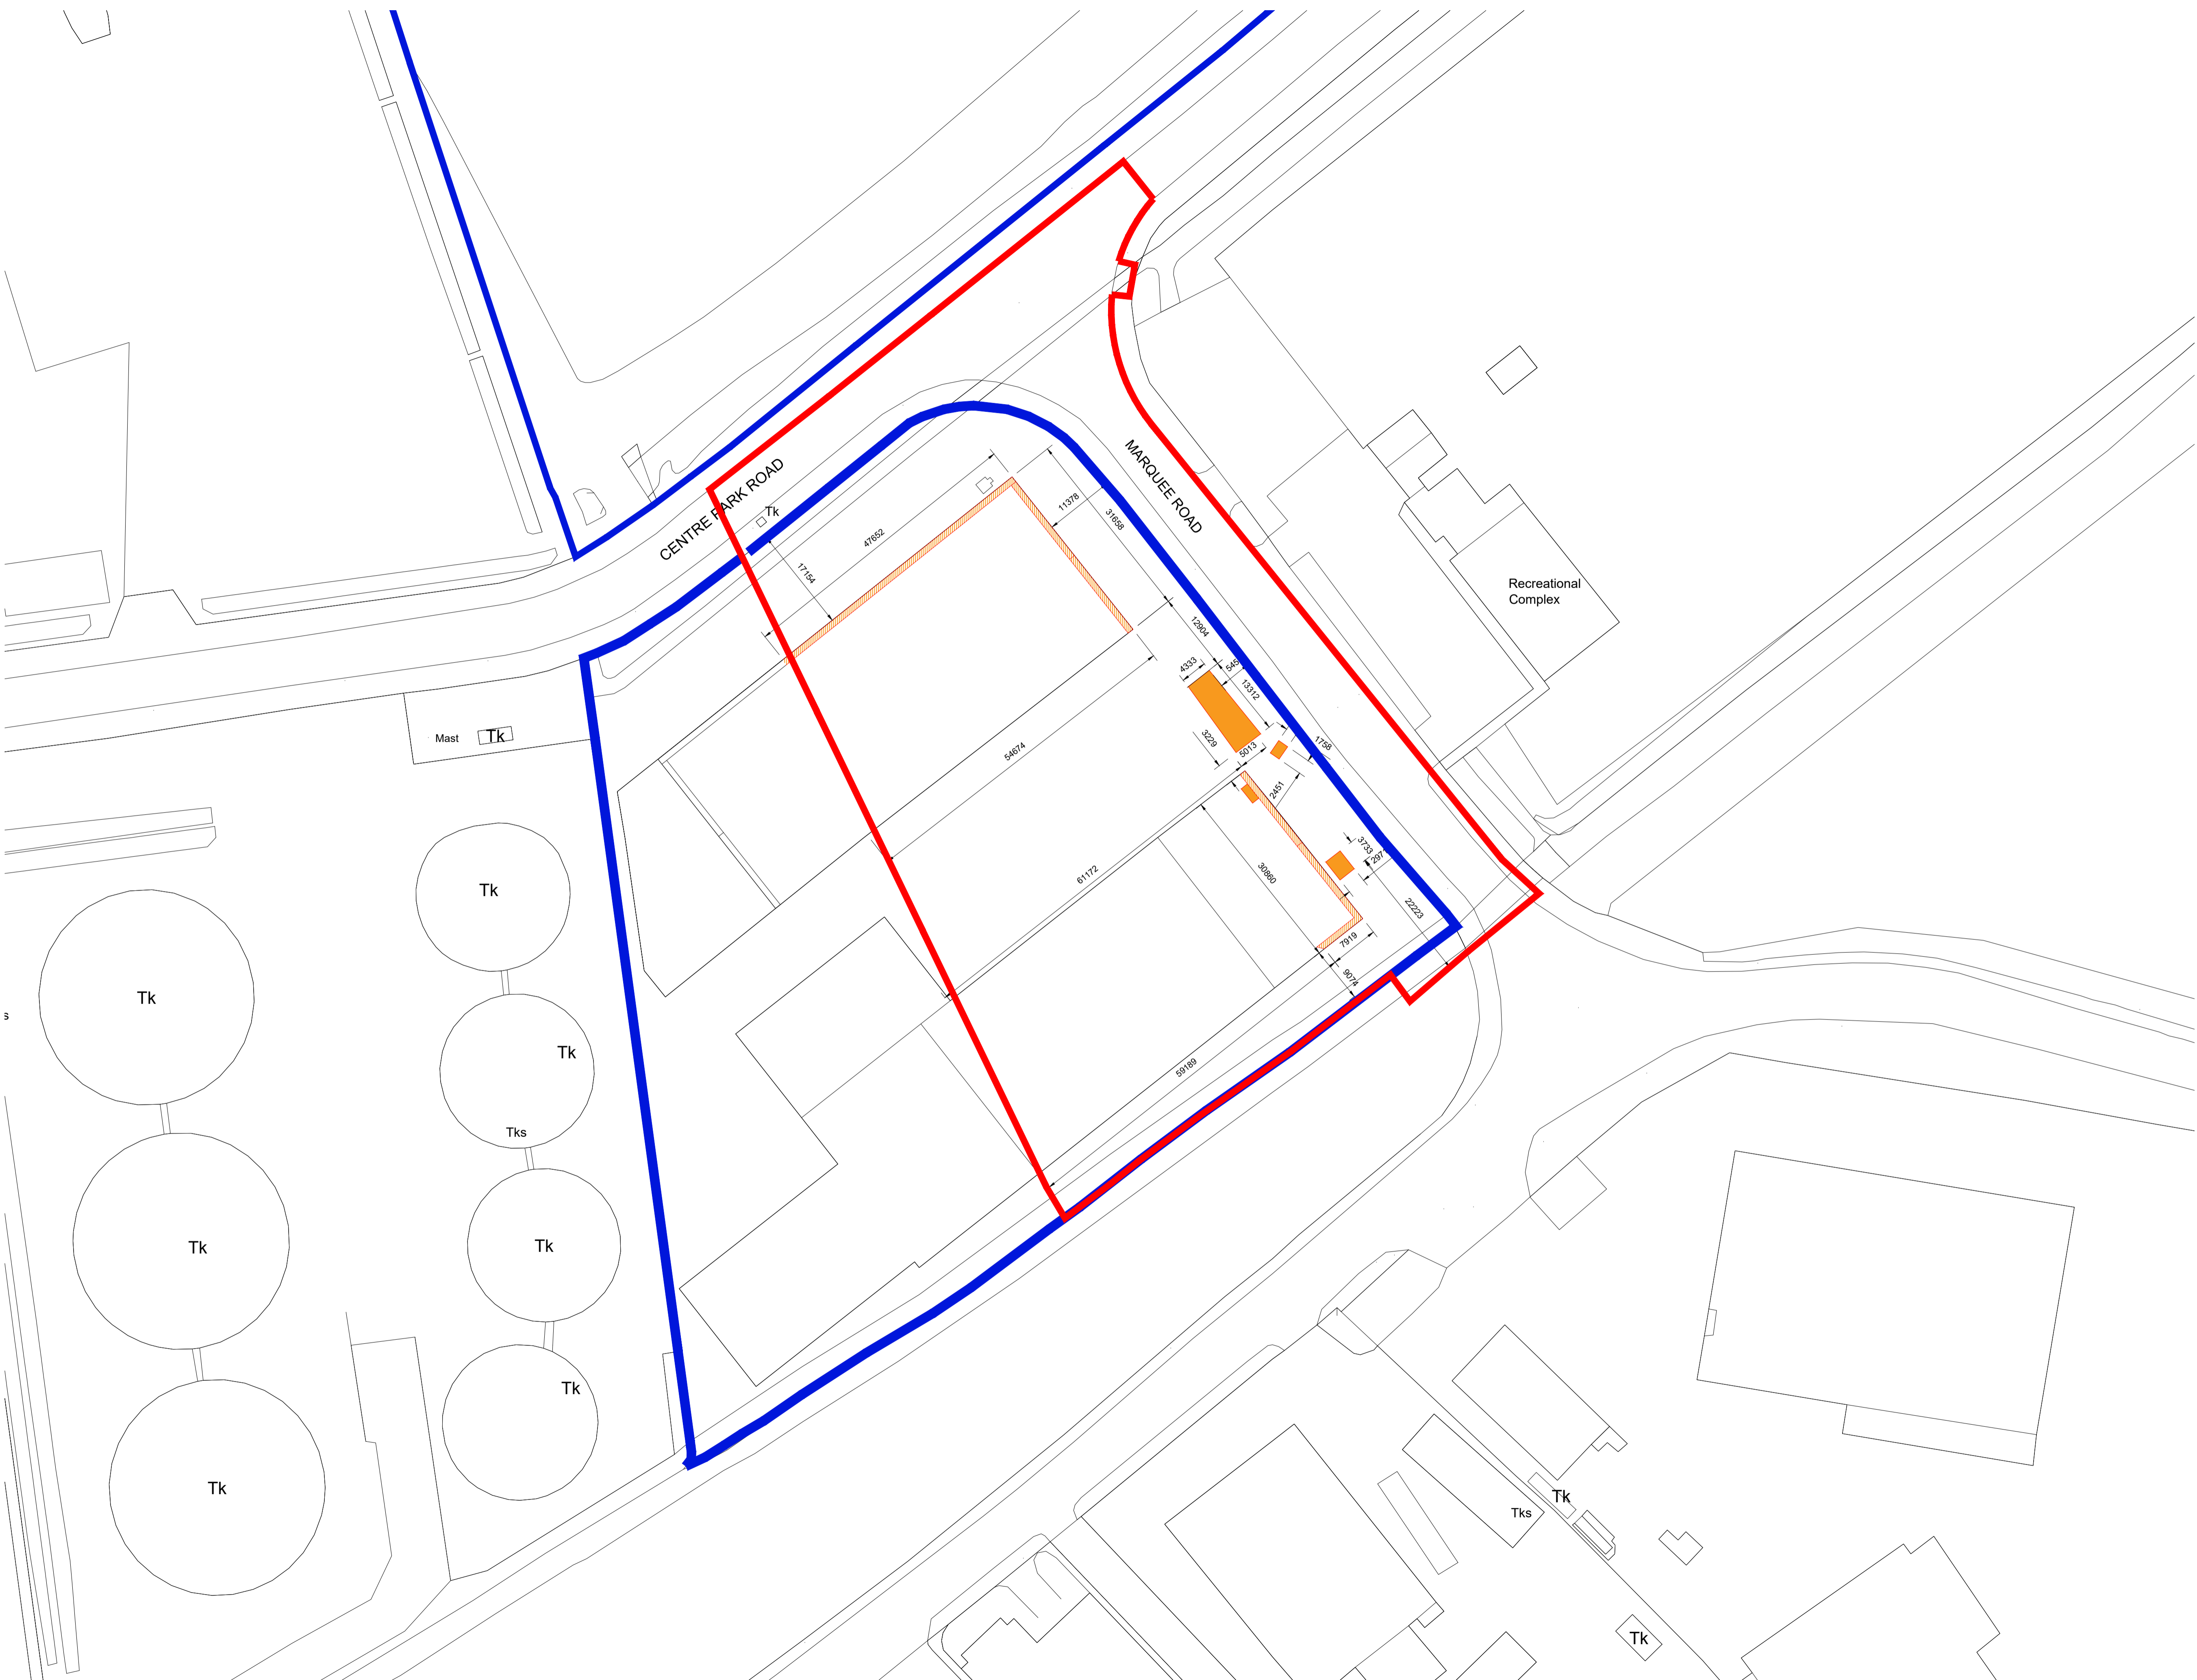 CENTRE PARK ROAD
Tk
MARQUEE ROAD
47652
11378
31658
17154
Recreational
Complex
12904
4333
13312
Mast
Tk
3229
5013
1758
54674
2451
3733
61172
30860
Tk
22223
7919
9074
Tk
s
Tk
59189
Tks
Tk
Tk
Tk
Tk
Tk
Tks
Tk